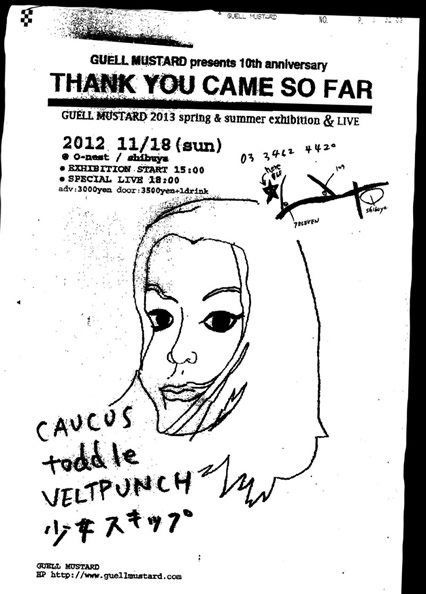 GUELL MUSTARD NO. P.
GUELL MUSTARD presents 10th anniversary
THANK YOU CAME SO FAR
GUELL MUSTARD 2013 spring & summer exhibition & LIVE
2012 11/18(sun)
@ O-nest / shibuya
● EXHIBITION START 15:00
● SPECIAL LIVE 18:00
adv:3000yen door:3500yen+1drink
03 3462 4420
109
7ELEVEN
shibuya
CAUCUS
toddle
VELTPUNCH
少女スキップ
GUELL MUSTARD
HP http://www.guellmustard.com